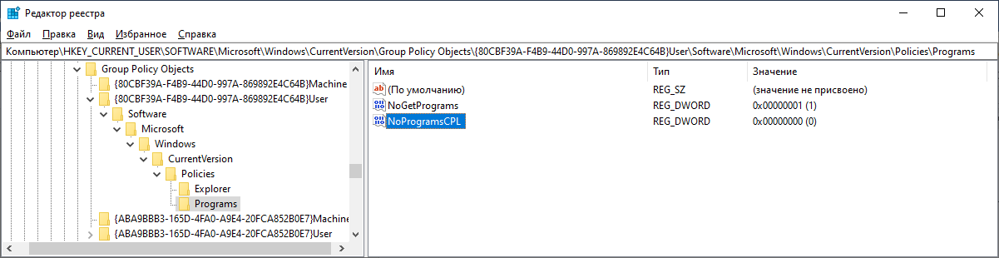 Редактор реестра
Файл Правка Вид Избранное Справка
Компьютер\HKEY_CURRENT_USER\SOFTWARE\Microsoft\Windows\CurrentVersion\Group Policy Objects\{80CBF39A-F4B9-44D0-997A-869892E4C64B}User\Software\Microsoft\Windows\CurrentVersion\Policies\Programs
Group Policy Objects
{80CBF39A-F4B9-44D0-997A-869892E4C64B}Machine
{80CBF39A-F4B9-44D0-997A-869892E4C64B}User
Software
Microsoft
Windows
CurrentVersion
Policies
Explorer
Programs
{ABA9BBB3-165D-4FA0-A9E4-20FCA852B0E7}Machine
{ABA9BBB3-165D-4FA0-A9E4-20FCA852B0E7}User
Имя Тип Значение
(По умолчанию) REG_SZ (значение не присвоено)
NoGetPrograms REG_DWORD 0x00000001 (1)
NoProgramsCPL REG_DWORD 0x00000000 (0)